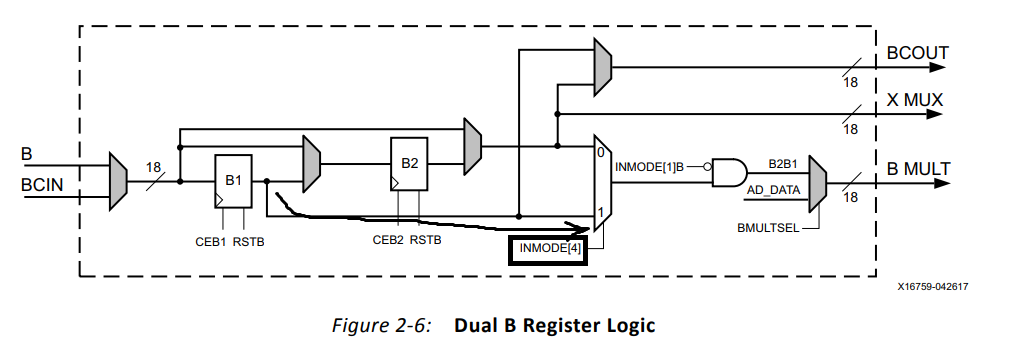 BCOUT
18
X MUX
18
B
BCIN
18
B1
B2
0
1
INMODE[1]B
B2B1
AD_DATA
B MULT
18
BMULTSEL
CEB1 RSTB
CEB2 RSTB
INMODE[4]
X16759-042617
Figure 2-6: Dual B Register Logic